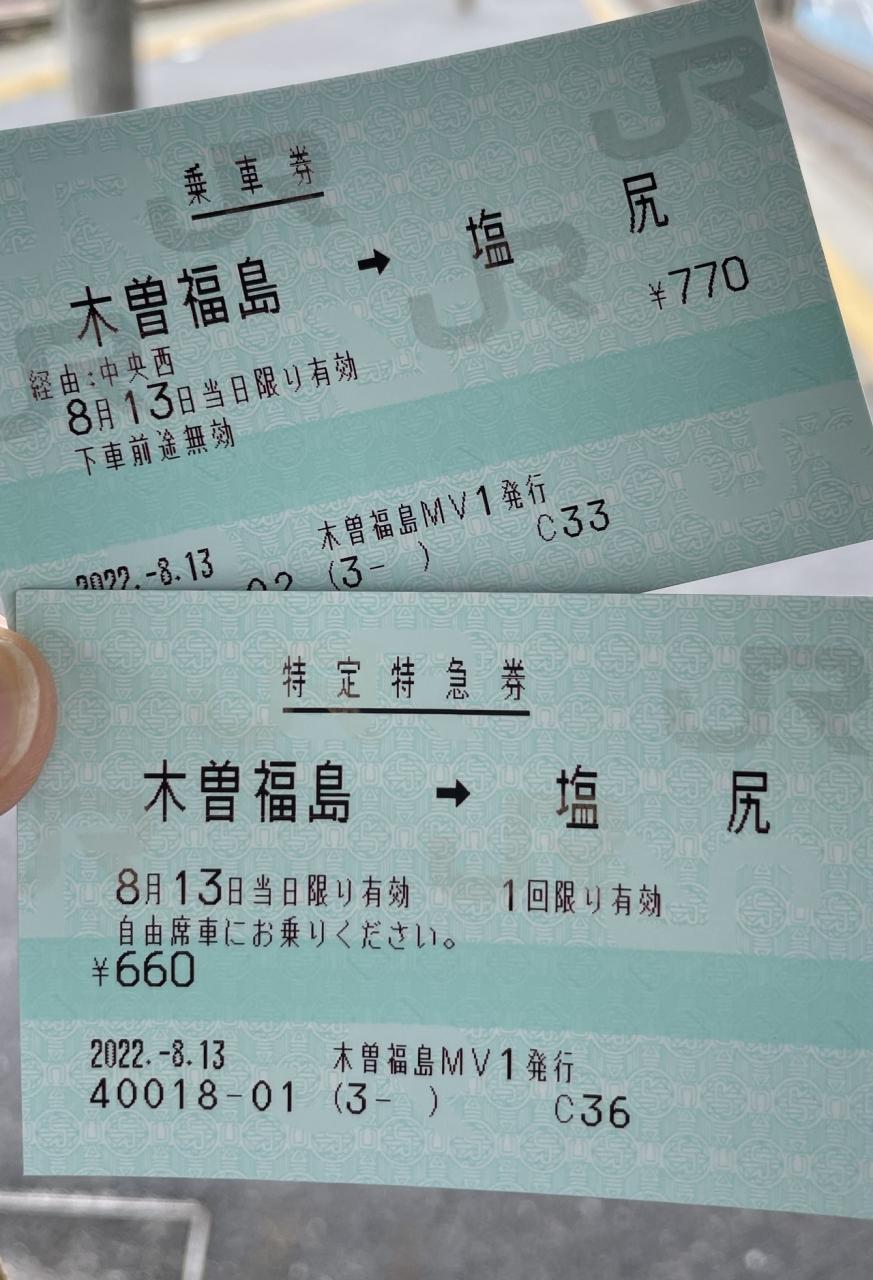 乗車券
木曽福島 → 塩尻
¥770
経由:中央西
8月13日当日限り有効
下車前途無効
木曽福島MV1発行
2022.-8.13 (3- ) C33
02
特定特急券
木曽福島 → 塩尻
8月13日当日限り有効 1回限り有効
自由席車にお乗りください。
¥660
2022.-8.13 木曽福島MV1発行
40018-01 (3- ) C36